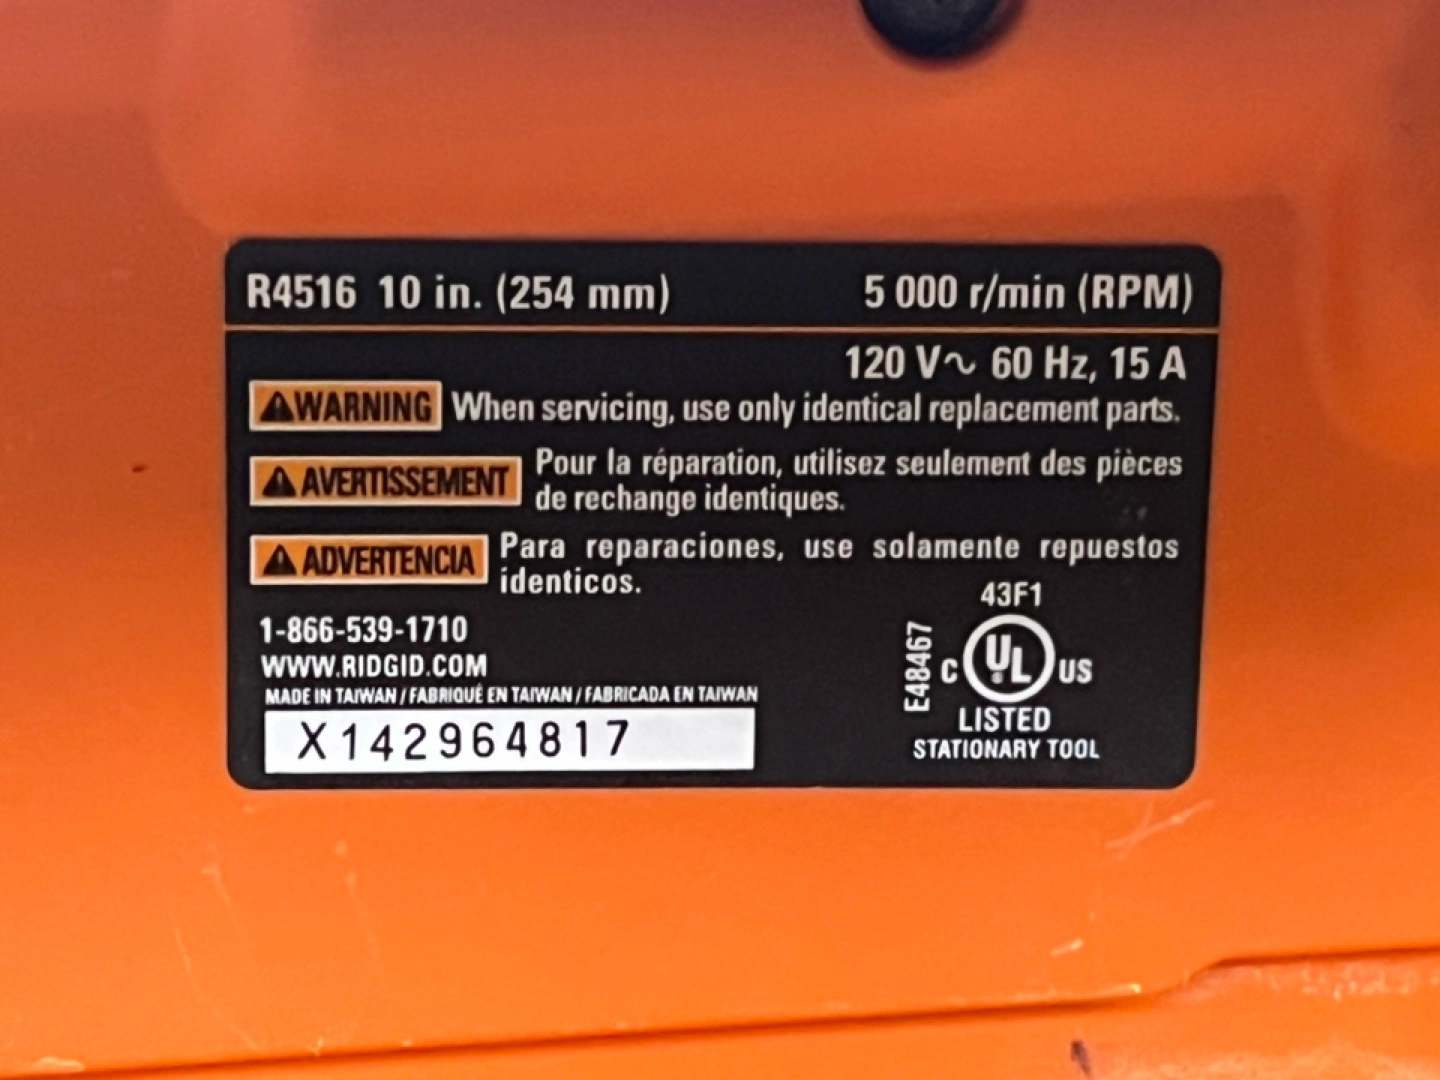 R4516 10 in. (254 mm) 5 000 r/min (RPM)
120 V~ 60 Hz, 15 A
WARNING When servicing, use only identical replacement parts.
AVERTISSEMENT Pour la réparation, utilisez seulement des pièces
de rechange identiques.
ADVERTENCIA Para reparaciones, use solamente repuestos
identicos.
1-866-539-1710
WWW.RIDGID.COM
MADE IN TAIWAN / FABRIQUÉ EN TAIWAN / FABRICADA EN TAIWAN
X142964817
43F1
E48467
C UL® US
LISTED
STATIONARY TOOL